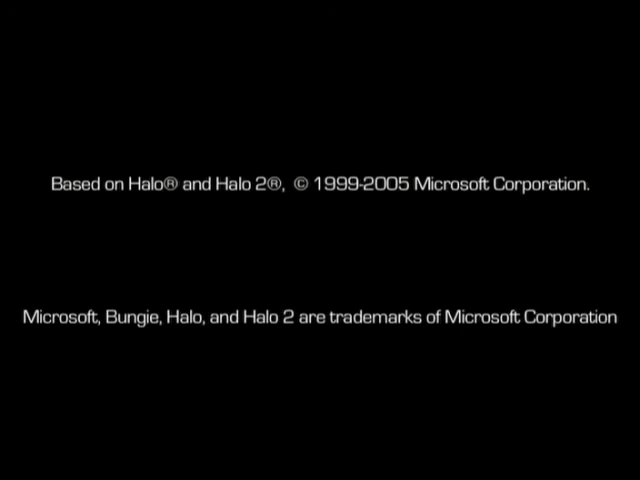 Based on Halo® and Halo 2®, © 1999-2005 Microsoft Corporation.
Microsoft, Bungie, Halo, and Halo 2 are trademarks of Microsoft Corporation